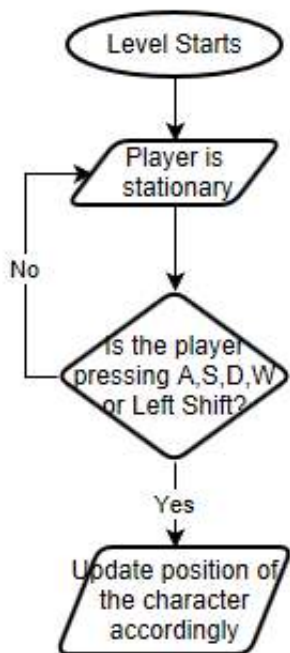 Level Starts
Player is
stationary
No
Is the player
pressing A,S,D,W
or Left Shift?
Yes
Update position of
the character
accordingly